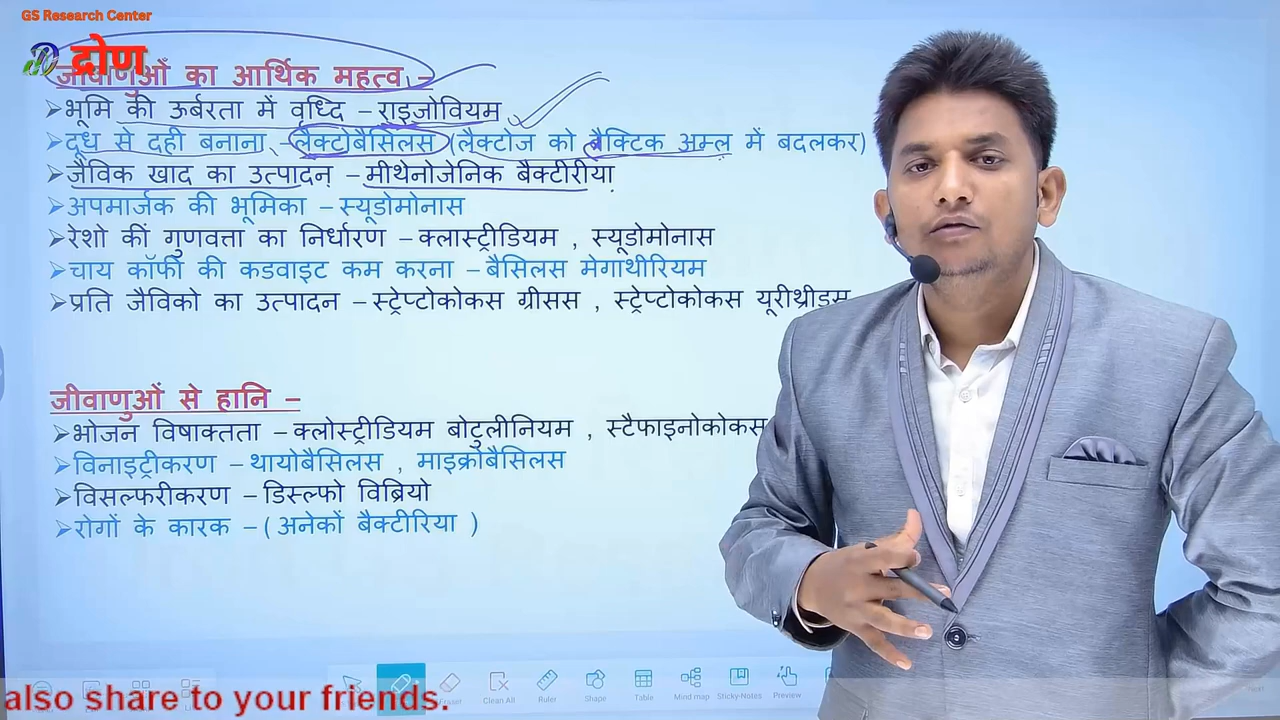 GS Research Center
द्रोण
जीवाणुओं का आर्थिक महत्व –
➢भूमि की ऊर्बरता में वृध्दि – राइजोवियम
➢दूध से दही बनाना – लैक्टोबैसिलस (लैक्टोज को लैक्टिक अम्ल में बदलकर)
➢जैविक खाद का उत्पादन – मीथेनोजेनिक बैक्टीरीया
➢अपमार्जक की भूमिका – स्यूडोमोनास
➢रेशो कीं गुणवत्ता का निर्धारण – क्लास्ट्रीडियम , स्यूडोमोनास
➢चाय कॉफी की कडवाइट कम करना – बैसिलस मेगाथीरियम
➢प्रति जैविको का उत्पादन – स्ट्रेप्टोकोकस ग्रीसस , स्ट्रेप्टोकोकस यूरीथ्रीडस
जीवाणुओं से हानि –
➢भोजन विषाक्तता – क्लोस्ट्रीडियम बोटुलीनियम , स्टैफाइनोकोकस
➢विनाइट्रीकरण – थायोबैसिलस , माइक्रोबैसिलस
➢विसल्फरीकरण – डिस्ल्फो विब्रियो
➢रोगों के कारक – ( अनेकों बैक्टीरिया )
Eraser Clean All Ruler Shape Table Mind map Sticky-Notes Preview
also share to your friends.